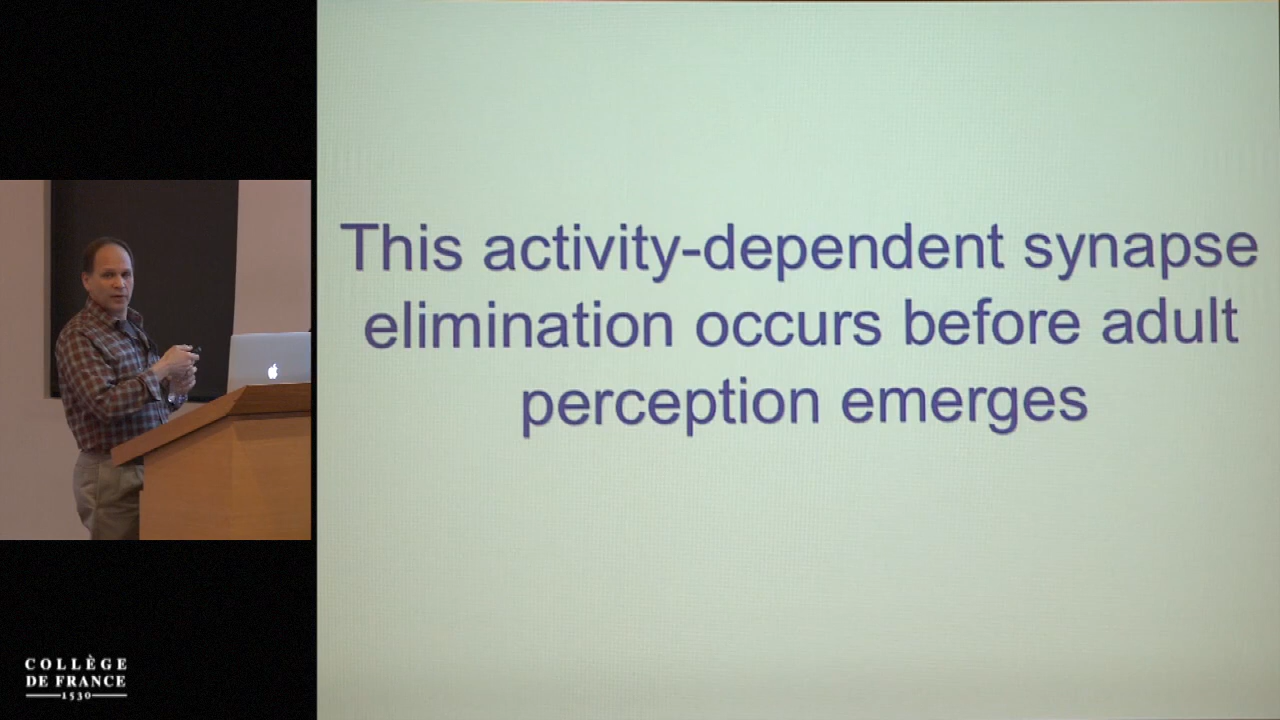 This activity-dependent synapse
elimination occurs before adult
perception emerges
COLLÈGE
DE FRANCE
1530